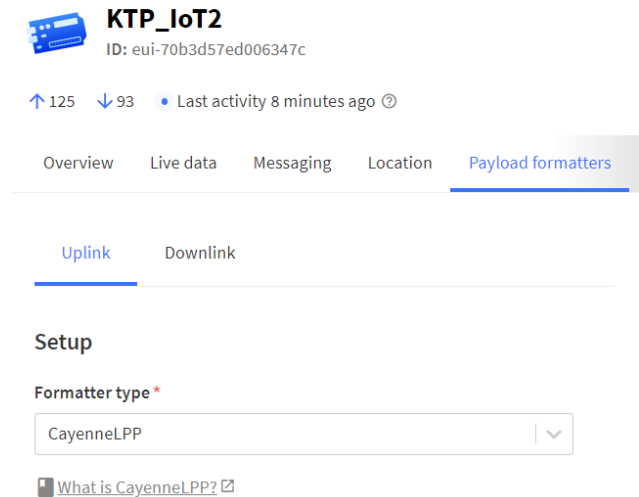 KTP_IoT2
ID: eui-70b3d57ed006347c
125 93 Last activity 8 minutes ago
Overview Live data Messaging Location Payload formatters
Uplink Downlink
Setup
Formatter type *
CayenneLPP
What is CayenneLPP?